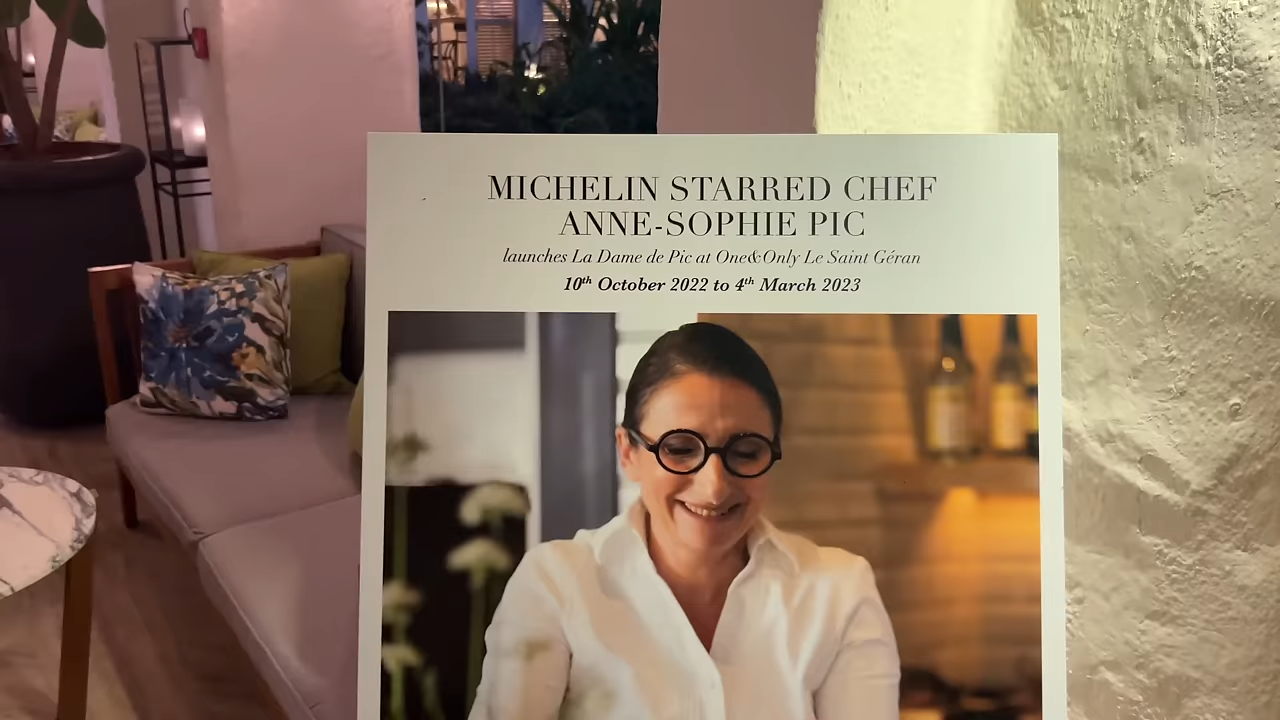 MICHELIN STARRED CHEF
ANNE-SOPHIE PIC
launches La Dame de Pic at One&Only Le Saint Géran
10th October 2022 to 4th March 2023